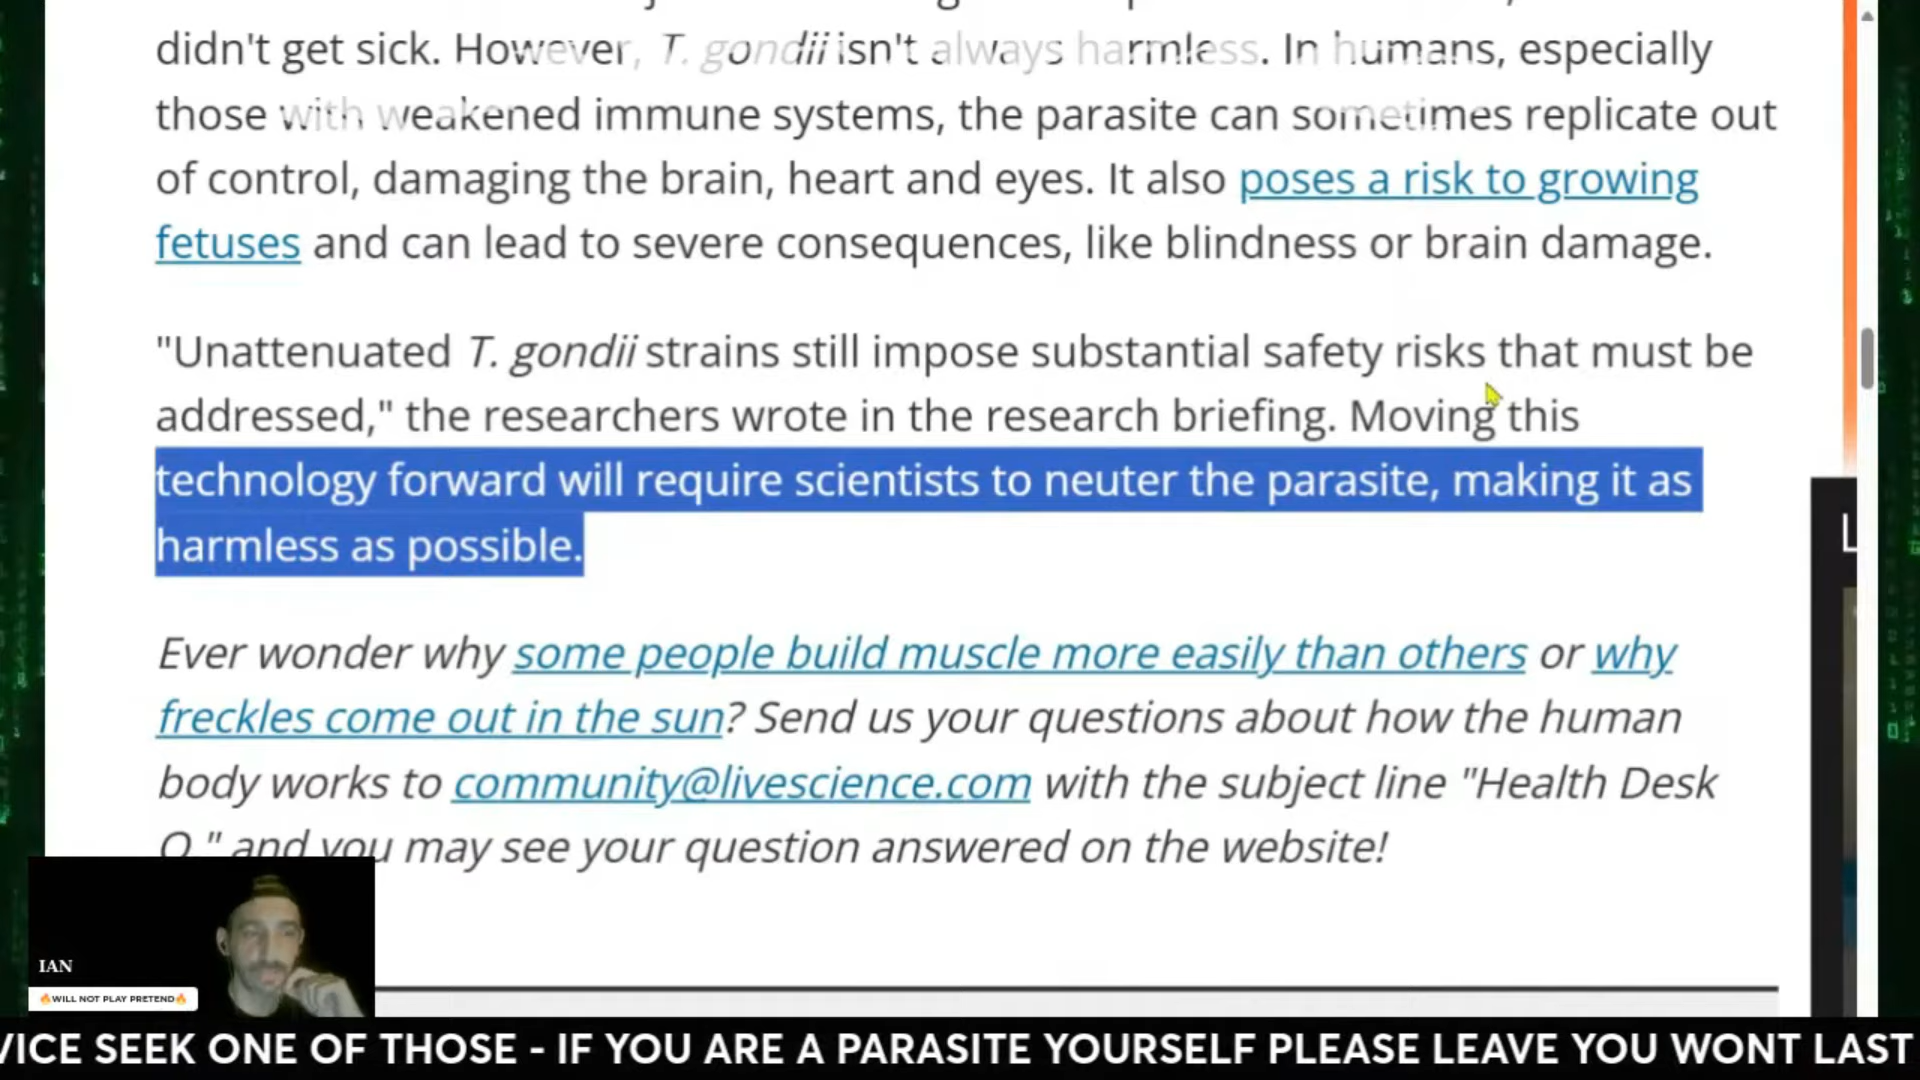 didn't get sick. However, T. gondii isn't always harmless. In humans, especially
those with weakened immune systems, the parasite can sometimes replicate out
of control, damaging the brain, heart and eyes. It also poses a risk to growing
fetuses and can lead to severe consequences, like blindness or brain damage.
"Unattenuated T. gondii strains still impose substantial safety risks that must be
addressed," the researchers wrote in the research briefing. Moving this
technology forward will require scientists to neuter the parasite, making it as
harmless as possible.
Ever wonder why some people build muscle more easily than others or why
freckles come out in the sun? Send us your questions about how the human
body works to community@livescience.com with the subject line "Health Desk
Q," and you may see your question answered on the website!
L
IAN
🔥WILL NOT PLAY PRETEND🔥
VICE SEEK ONE OF THOSE - IF YOU ARE A PARASITE YOURSELF PLEASE LEAVE YOU WONT LAST